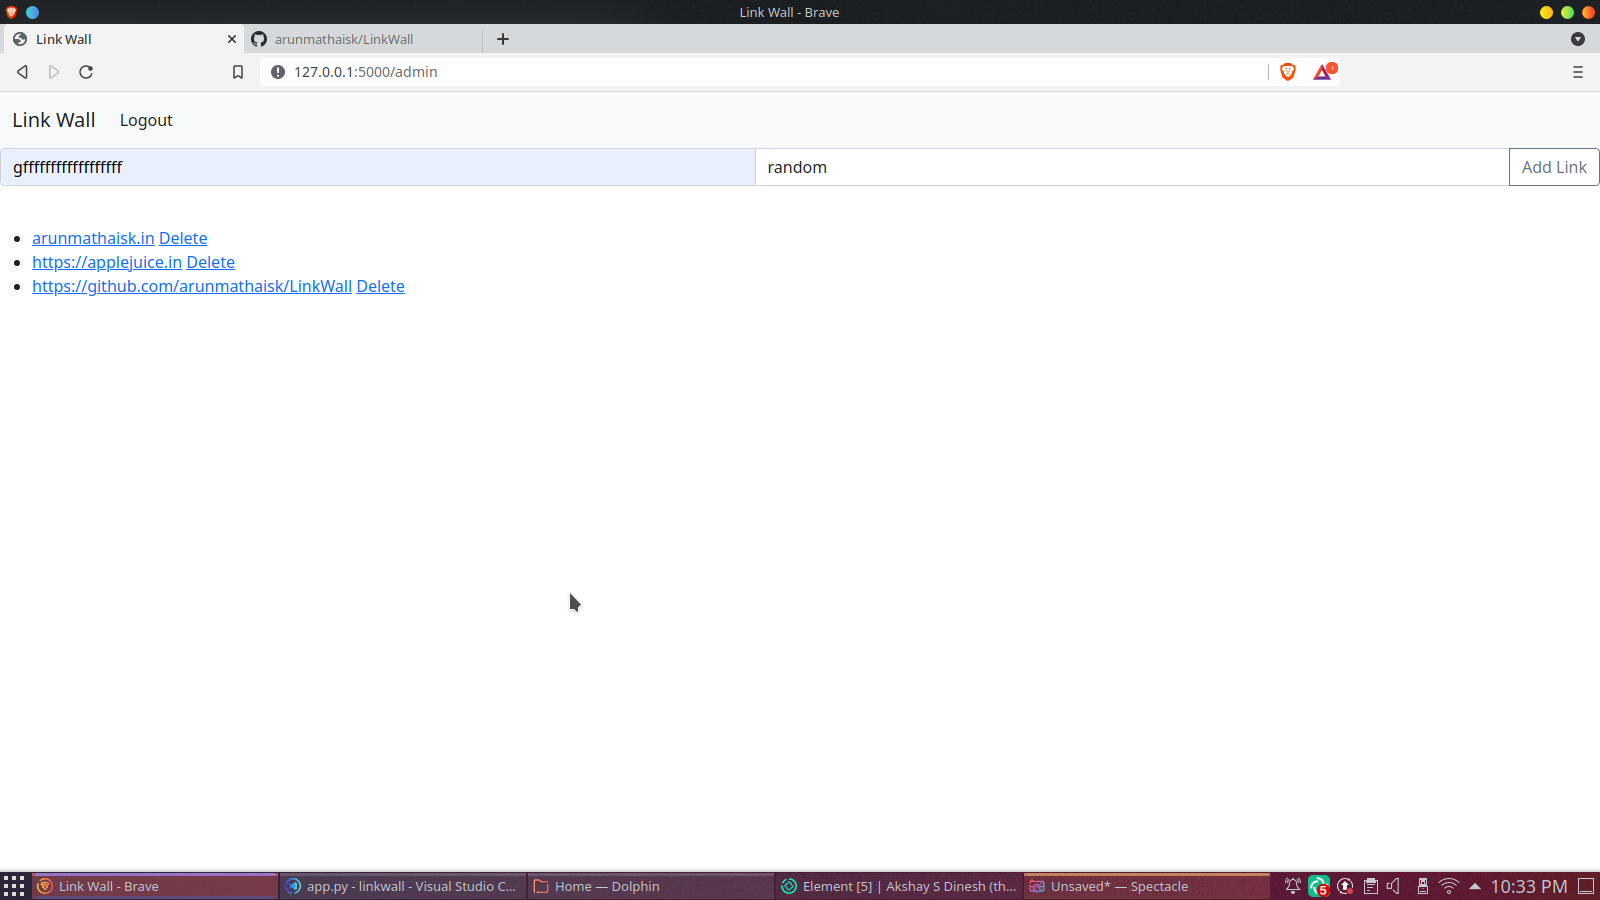 Link Wall - Brave
Link Wall
arunmathaisk/LinkWall
127.0.0.1:5000/admin
Link Wall
Logout
gffffffffffffffffff
random
Add Link
arunmathaisk.in Delete
https://applejuice.in Delete
https://github.com/arunmathaisk/LinkWall Delete
Link Wall - Brave
app.py - linkwall - Visual Studio C...
Home — Dolphin
Element [5] | Akshay S Dinesh (th...
Unsaved* — Spectacle
5
10:33 PM